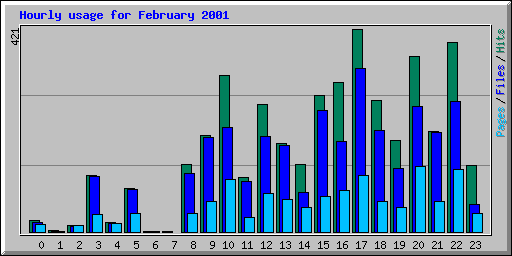 Hourly usage for February 2001
421
Pages / Files / Hits
0 1 2 3 4 5 6 7 8 9 10 11 12 13 14 15 16 17 18 19 20 21 22 23